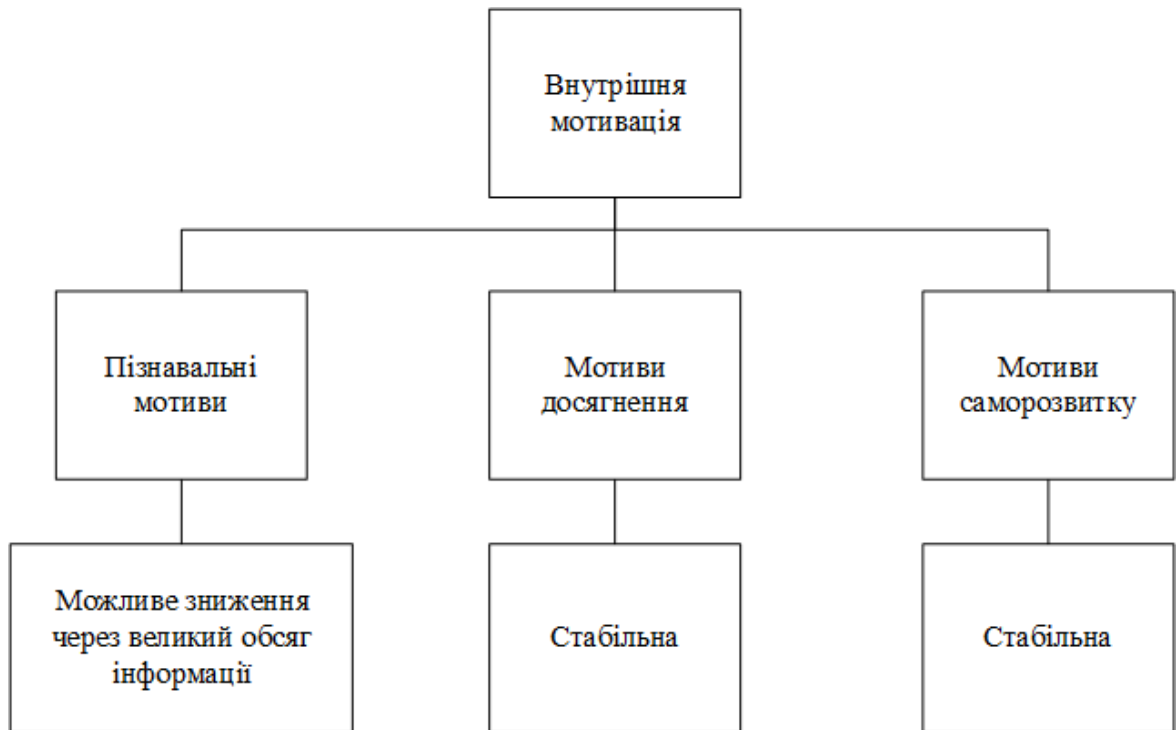 Внутрішня
мотивація
Пізнавальні
мотиви
Мотиви
досягнення
Мотиви
саморозвитку
Можливе зниження
через великий обсяг
інформації
Стабільна
Стабільна